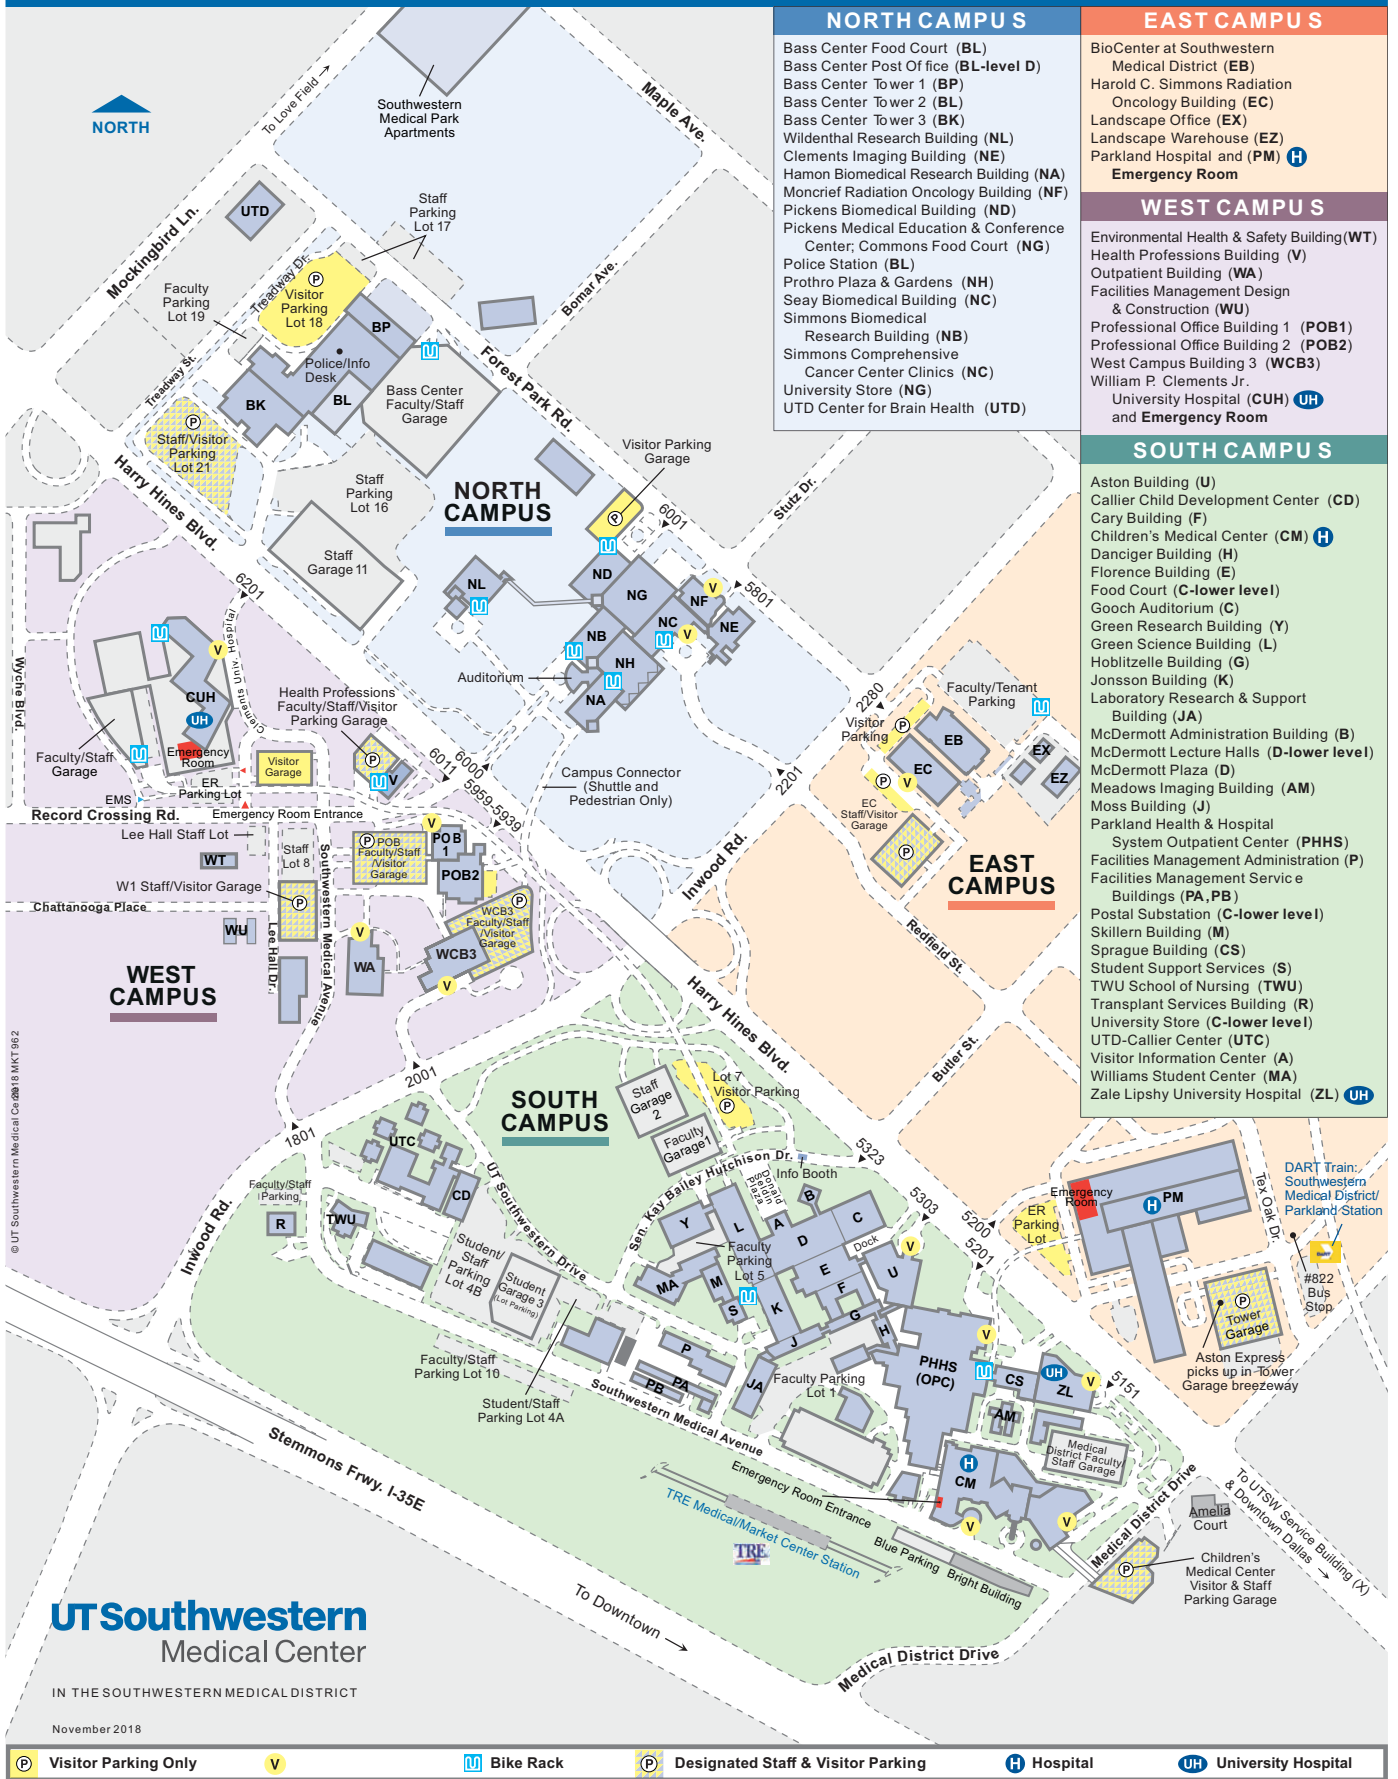 NORTH CAMPUS
Bass Center Food Court (BL)
Bass Center Post Office (BL-level D)
Bass Center Tower 1 (BP)
Bass Center Tower 2 (BL)
Bass Center Tower 3 (BK)
Wildenthal Research Building (NL)
Clements Imaging Building (NE)
Hamon Biomedical Research Building (NA)
Moncrief Radiation Oncology Building (NF)
Pickens Biomedical Building (ND)
Pickens Medical Education & Conference
Center; Commons Food Court (NG)
Police Station (BL)
Prothro Plaza & Gardens (NH)
Seay Biomedical Building (NC)
Simmons Biomedical
Research Building (NB)
Simmons Comprehensive
Cancer Center Clinics (NC)
University Store (NG)
UTD Center for Brain Health (UTD)
EAST CAMPUS
BioCenter at Southwestern
Medical District (EB)
Harold C. Simmons Radiation
Oncology Building (EC)
Landscape Office (EX)
Landscape Warehouse (EZ)
Parkland Hospital and (PM) H
Emergency Room
WEST CAMPUS
Environmental Health & Safety Building(WT)
Health Professions Building (V)
Outpatient Building (WA)
Facilities Management Design
& Construction (WU)
Professional Office Building 1 (POB1)
Professional Office Building 2 (POB2)
West Campus Building 3 (WCB3)
William P. Clements Jr.
University Hospital (CUH) UH
and Emergency Room
SOUTH CAMPUS
Aston Building (U)
Callier Child Development Center (CD)
Cary Building (F)
Children's Medical Center (CM) H
Danciger Building (H)
Florence Building (E)
Food Court (C-lower level)
Gooch Auditorium (C)
Green Research Building (Y)
Green Science Building (L)
Hoblitzelle Building (G)
Jonsson Building (K)
Laboratory Research & Support
Building (JA)
McDermott Administration Building (B)
McDermott Lecture Halls (D-lower level)
McDermott Plaza (D)
Meadows Imaging Building (AM)
Moss Building (J)
Parkland Health & Hospital
System Outpatient Center (PHHS)
Facilities Management Administration (P)
Facilities Management Service
Buildings (PA, PB)
Postal Substation (C-lower level)
Skillern Building (M)
Sprague Building (CS)
Student Support Services (S)
TWU School of Nursing (TWU)
Transplant Services Building (R)
University Store (C-lower level)
UTD-Callier Center (UTC)
Visitor Information Center (A)
Williams Student Center (MA)
Zale Lipshy University Hospital (ZL) UH
NORTH
To Love Field
Southwestern
Medical Park
Apartments
Maple Ave.
Mockingbird Ln.
UTD
Staff
Parking
Lot 17
Bomar Ave.
Treadway Dr.
P
Visitor
Parking
Lot 18
Faculty
Parking
Lot 19
BP
Police/Info
Desk
BL
BK
Treadway St.
Bass Center
Faculty/Staff
Garage
Forest Park Rd.
P
Staff/Visitor
Parking
Lot 21
Staff
Parking
Lot 16
Harry Hines Blvd.
Staff
Garage 11
NORTH
CAMPUS
Visitor Parking
Garage
P
6001
Stutz Dr.
5801
6201
NL
ND
NG
NF
V
NC
V
NE
NB
NH
NA
Auditorium
Wyche Blvd.
CUH
UH
V
Clements Univ. Hospital
Emergency
Room
Faculty/Staff
Garage
ER
Parking Lot
EMS
Visitor
Garage
Health Professions
Faculty/Staff/Visitor
Parking Garage
P
V
6011
6000
5959-5939
Campus Connector
(Shuttle and
Pedestrian Only)
Record Crossing Rd.
Emergency Room Entrance
Lee Hall Staff Lot
WT
Staff
Lot 8
W1 Staff/Visitor Garage
P
Chattanooga Place
WU
Lee Hall Dr.
Southwestern Medical Avenue
P
POB
Faculty/Staff
/Visitor
Garage
V
POB
1
POB2
P
WCB3
Faculty/Staff
/Visitor
Garage
WCB3
V
V
WA
WEST
CAMPUS
2280
Visitor
Parking
P
EB
EC
P
V
Faculty/Tenant
Parking
EX
EZ
2201
EC
Staff/Visitor
Garage
P
Inwood Rd.
EAST
CAMPUS
Redfield St.
Butler St.
Harry Hines Blvd.
2001
1801
SOUTH
CAMPUS
Staff
Garage
2
Lot 7
Visitor Parking
P
Faculty
Garage1
Sen. Kay Bailey Hutchison Dr.
Info Booth
Donald
Seldin
Plaza
5323
5303
5200
5201
UTC
CD
UT Southwestern Drive
Faculty/Staff
Parking
R
TWU
Inwood Rd.
Student/
Staff
Parking
Lot 4B
Student
Garage 3
(Lot Parking)
Y
L
A
B
C
D
Dock
V
E
U
F
G
H
K
J
M
S
MA
Faculty
Parking
Lot 5
Faculty/Staff
Parking Lot 10
Student/Staff
Parking Lot 4A
P
PA
PB
JA
Southwestern Medical Avenue
Faculty Parking
Lot 1
PHHS
(OPC)
V
CS
UH
ZL
V
5151
AM
Medical
District Faculty/
Staff Garage
H
CM
V
V
Emergency Room Entrance
Blue Parking
Bright Building
TRE Medical/Market Center Station
TRE
Medical District Drive
Medical District Drive
Emergency
Room
ER
Parking
Lot
H
PM
Tex Oak Dr.
DART Train:
Southwestern
Medical District/
Parkland Station
DART
#822
Bus
Stop
P
Tower
Garage
Aston Express
picks up in Tower
Garage breezeway
Amelia
Court
To UTSW Service Building (X)
& Downtown Dallas
P
Children's
Medical Center
Visitor & Staff
Parking Garage
Stemmons Frwy. I-35E
To Downtown
UTSouthwestern
Medical Center
IN THE SOUTHWESTERN MEDICAL DISTRICT
November 2018
P Visitor Parking Only
V
Bike Rack
P Designated Staff & Visitor Parking
H Hospital
UH University Hospital